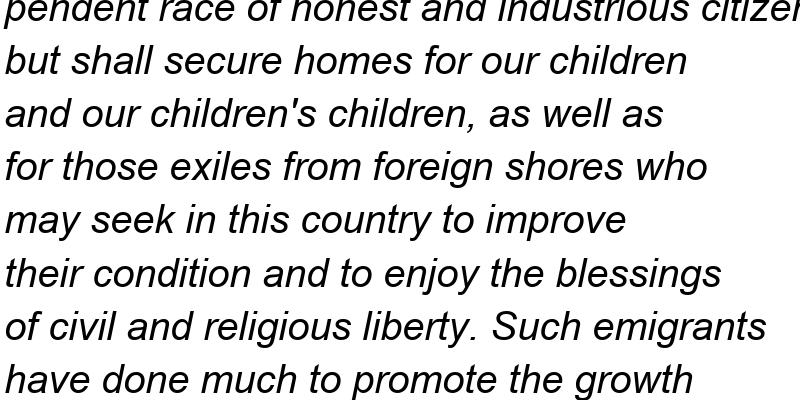 pendent race of honest and industrious
but shall secure homes for our children
and our children's children, as well as
for those exiles from foreign shores who
may seek in this country to improve
their condition and to enjoy the blessings
of civil and religious liberty. Such emigrants
have done much to promote the growth